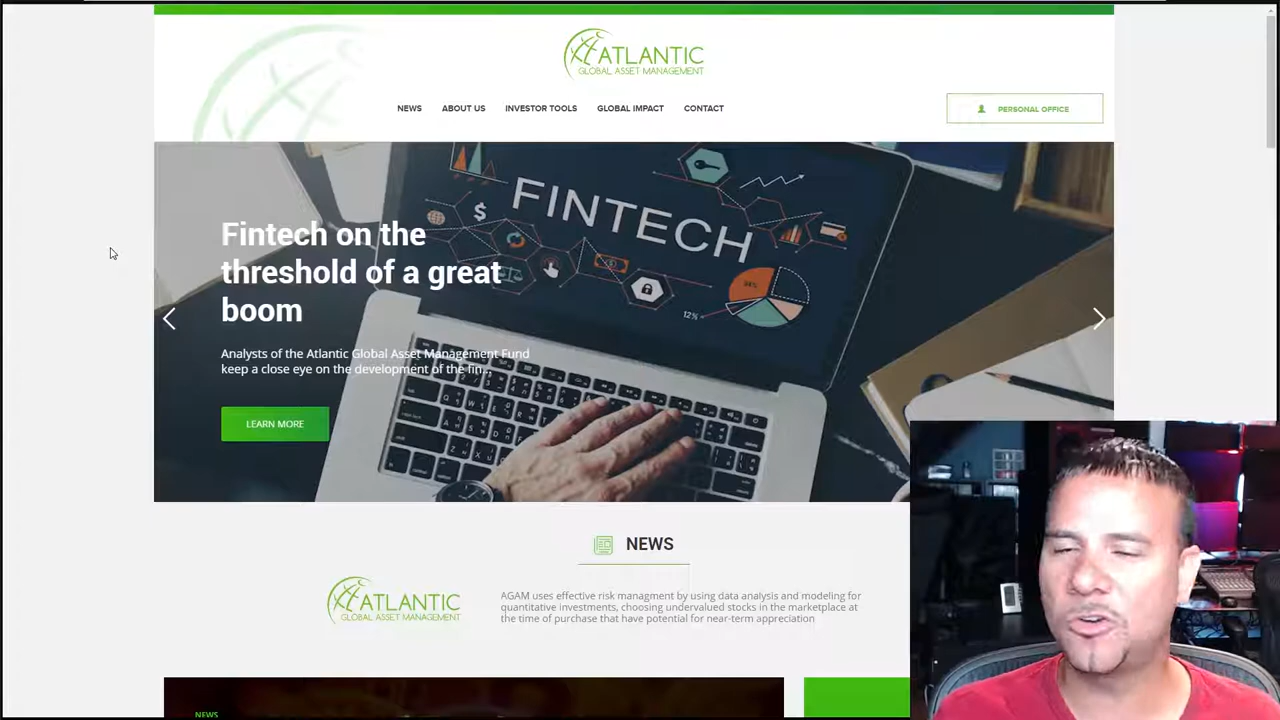 ATLANTIC
GLOBAL ASSET MANAGEMENT
NEWS ABOUT US INVESTOR TOOLS GLOBAL IMPACT CONTACT
PERSONAL OFFICE
FINTECH
$
34%
12%
Fintech on the
threshold of a great
boom
Analysts of the Atlantic Global Asset Management Fund
keep a close eye on the development of the fin...
LEARN MORE
NEWS
ATLANTIC
GLOBAL ASSET MANAGEMENT
AGAM uses effective risk managment by using data analysis and modeling for
quantitative investments, choosing undervalued stocks in the marketplace at
the time of purchase that have potential for near-term appreciation
NEWS